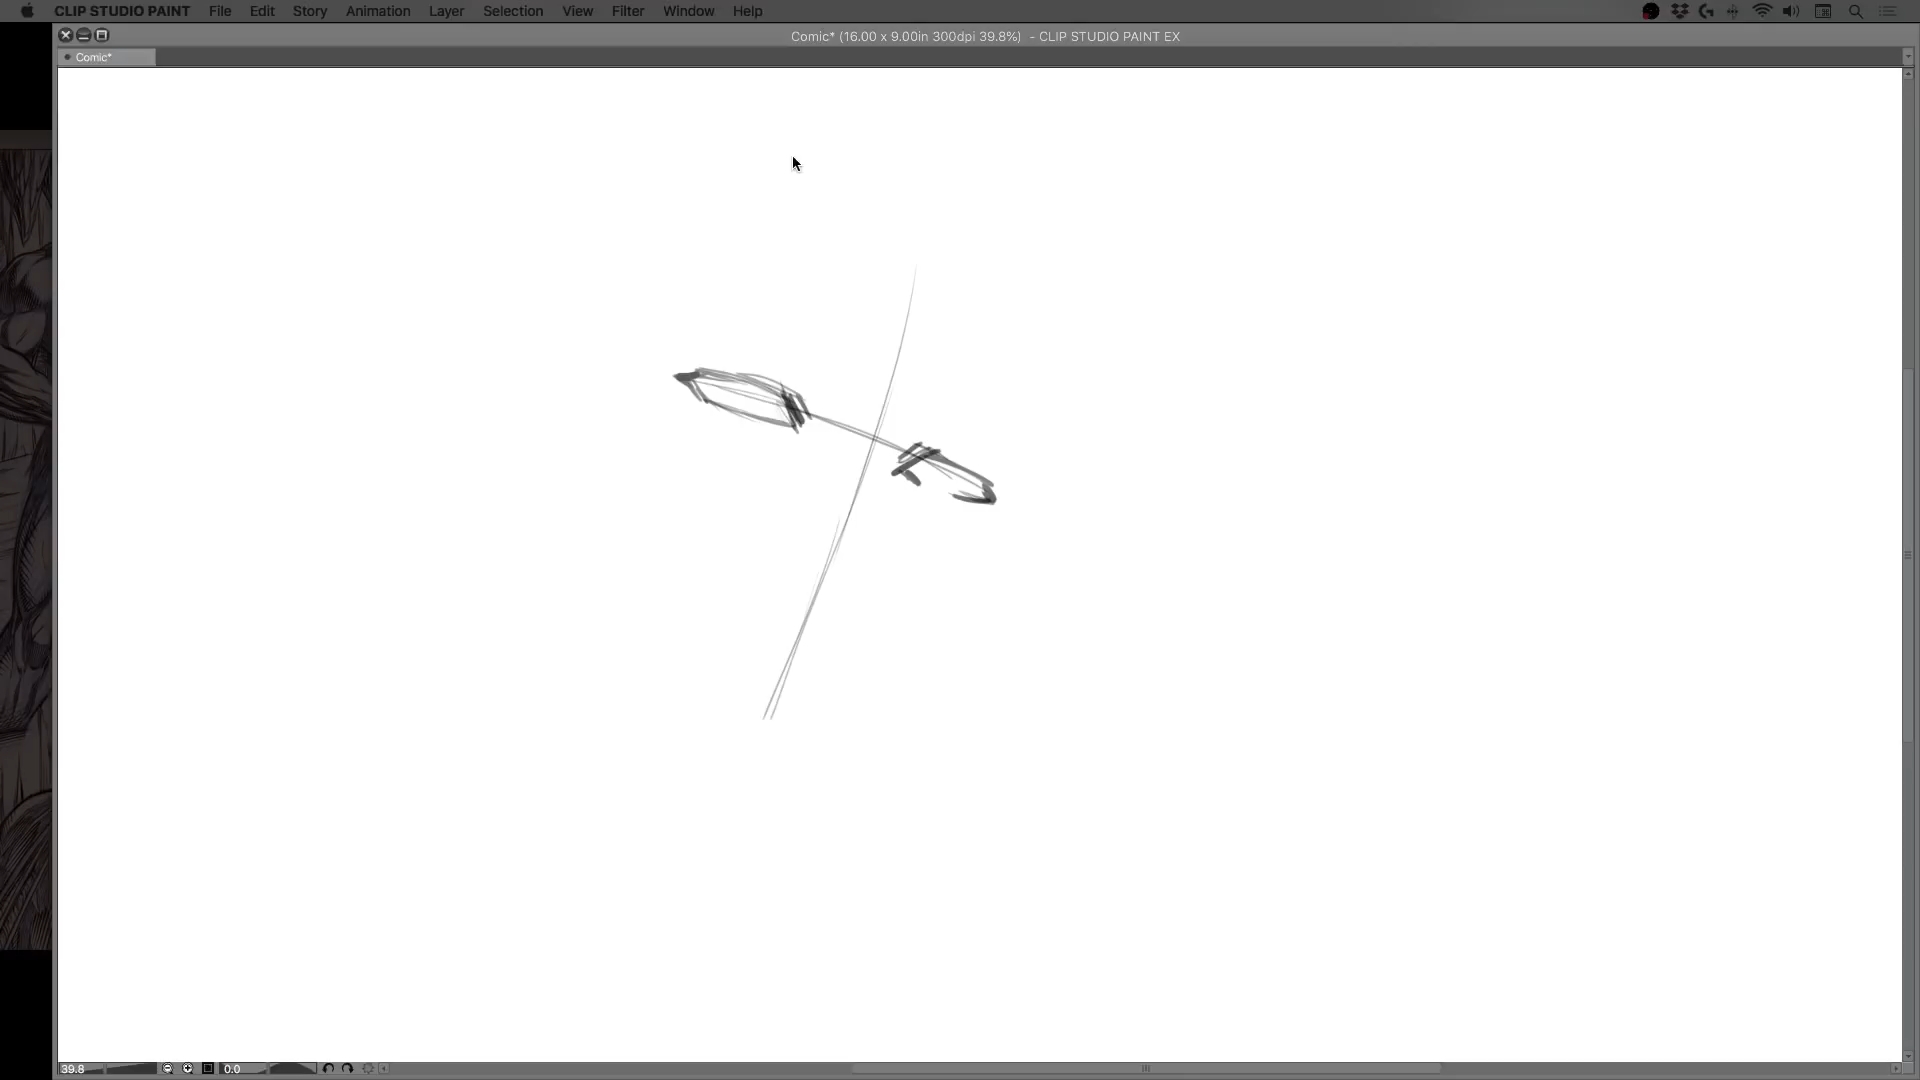 CLIP STUDIO PAINT File Edit Story Animation Layer Selection View Filter Window Help
Comic* (16.00 x 9.00in 300dpi 39.8%) - CLIP STUDIO PAINT EX
Comic*
39.8 0.0